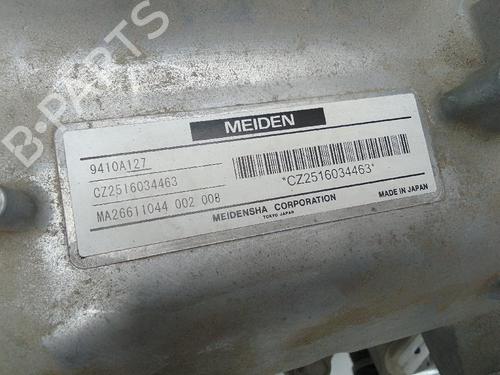 B-PARTS
MEIDEN
9410A127
CZ2516034463
MA26611044 002 008
*CZ2516034463*
MEIDENSHA CORPORATION
TOKYO JAPAN
MADE IN JAPAN